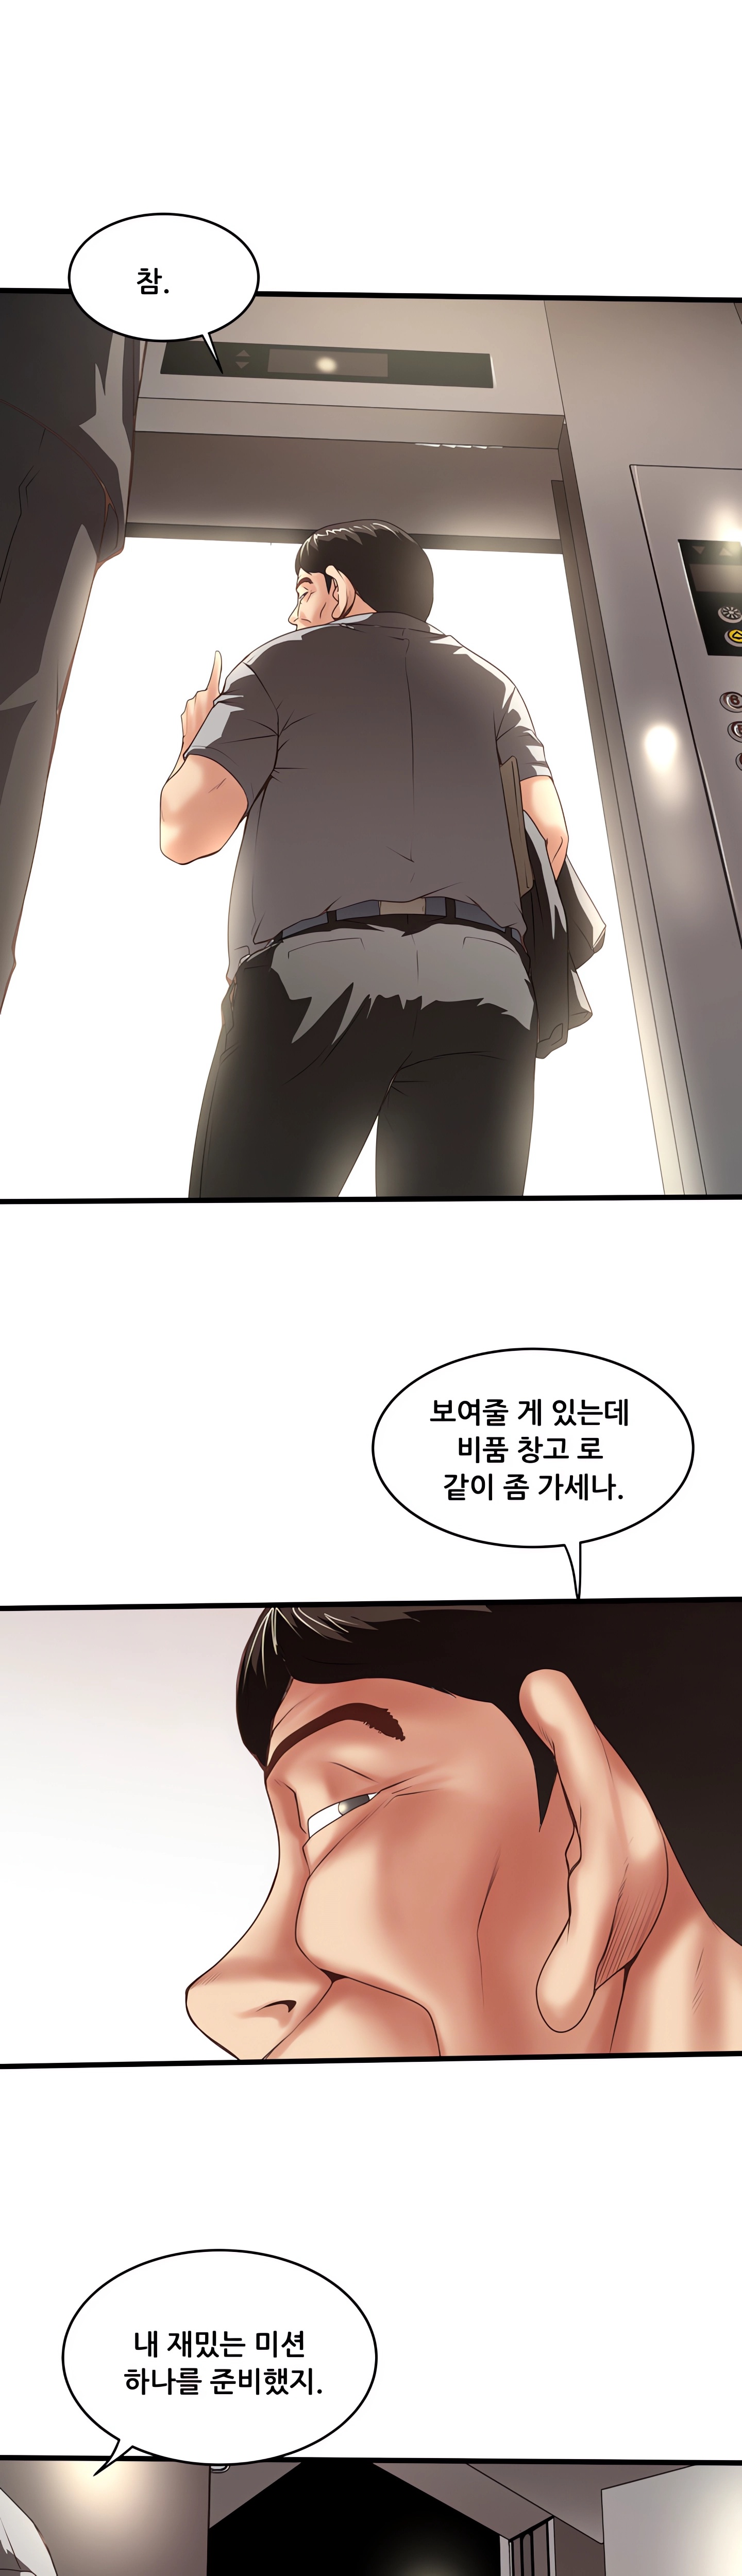 참.
보여줄 게 있는데
비품 창고 로
같이 좀 가세나.
내 재밌는 미션
하나를 준비했지.